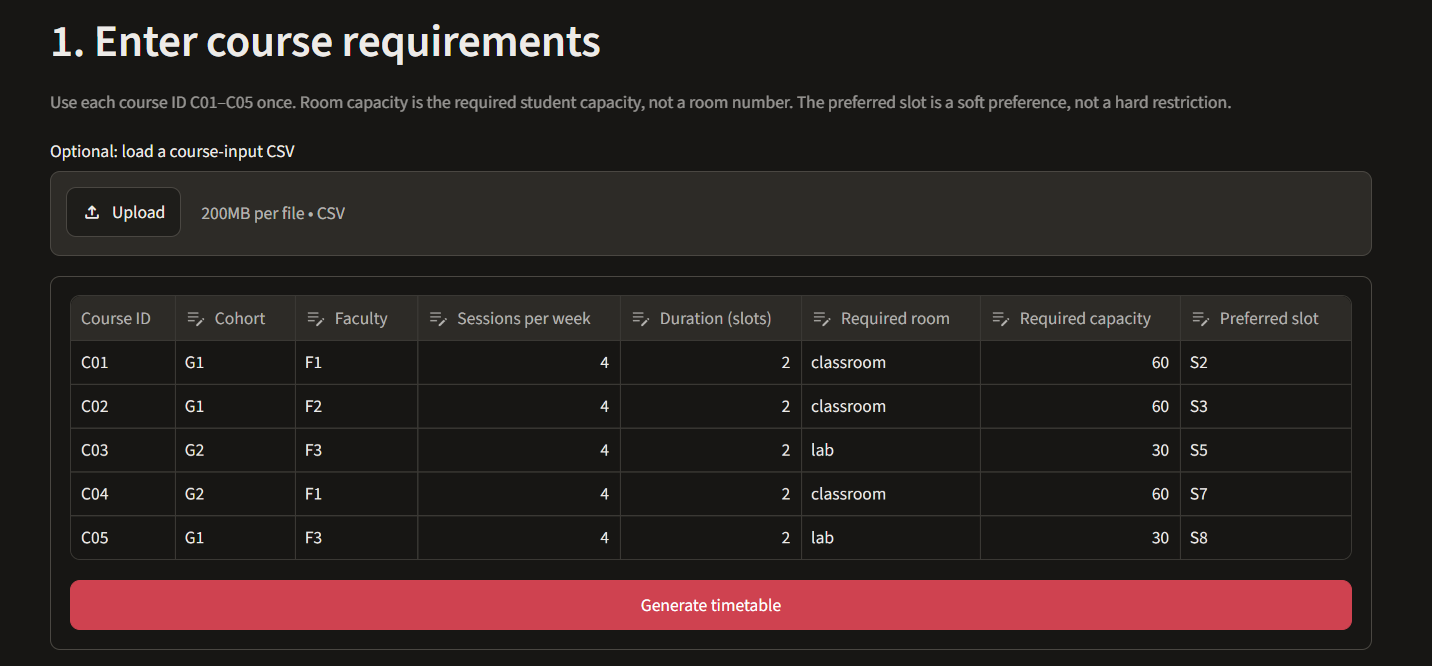 1. Enter course requirements
Use each course ID C01–C05 once. Room capacity is the required student capacity, not a room number. The preferred slot is a soft preference, not a hard restriction.
Optional: load a course-input CSV
Upload 200MB per file • CSV
Course ID Cohort Faculty Sessions per week Duration (slots) Required room Required capacity Preferred slot
C01 G1 F1 4 2 classroom 60 S2
C02 G1 F2 4 2 classroom 60 S3
C03 G2 F3 4 2 lab 30 S5
C04 G2 F1 4 2 classroom 60 S7
C05 G1 F3 4 2 lab 30 S8
Generate timetable